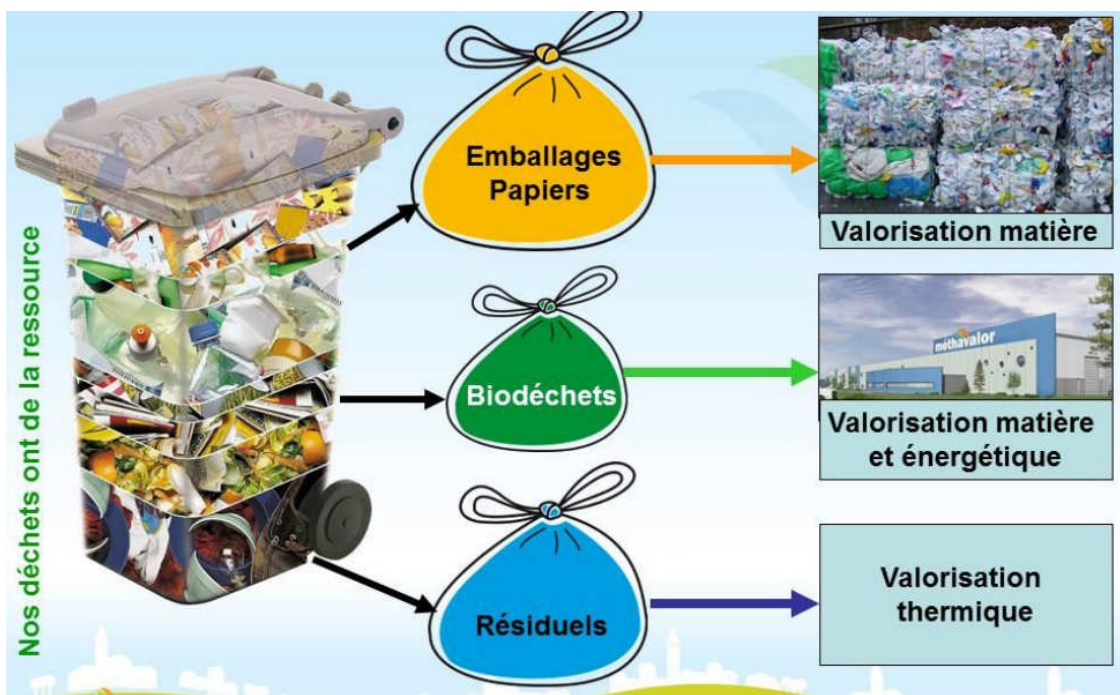 Nos déchets ont de la ressource
Emballages
Papiers
Valorisation matière
Biodéchets
méthavalor
Valorisation matière
et énergétique
Résiduels
Valorisation
thermique